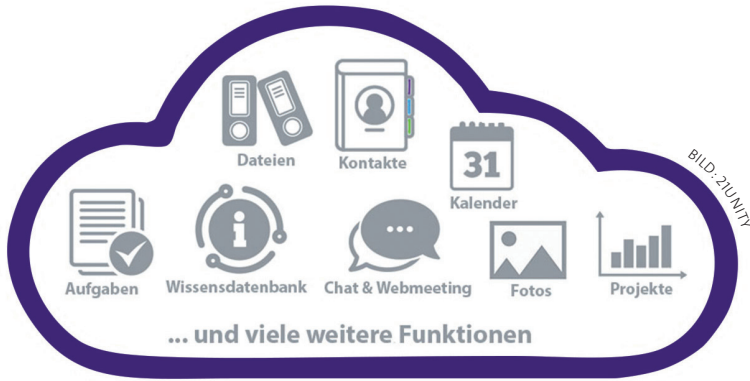 Dateien
Kontakte
31
Kalender
Aufgaben
Wissensdatenbank
Chat & Webmeeting
Fotos
Projekte
... und viele weitere Funktionen
BILD: 21UNITY